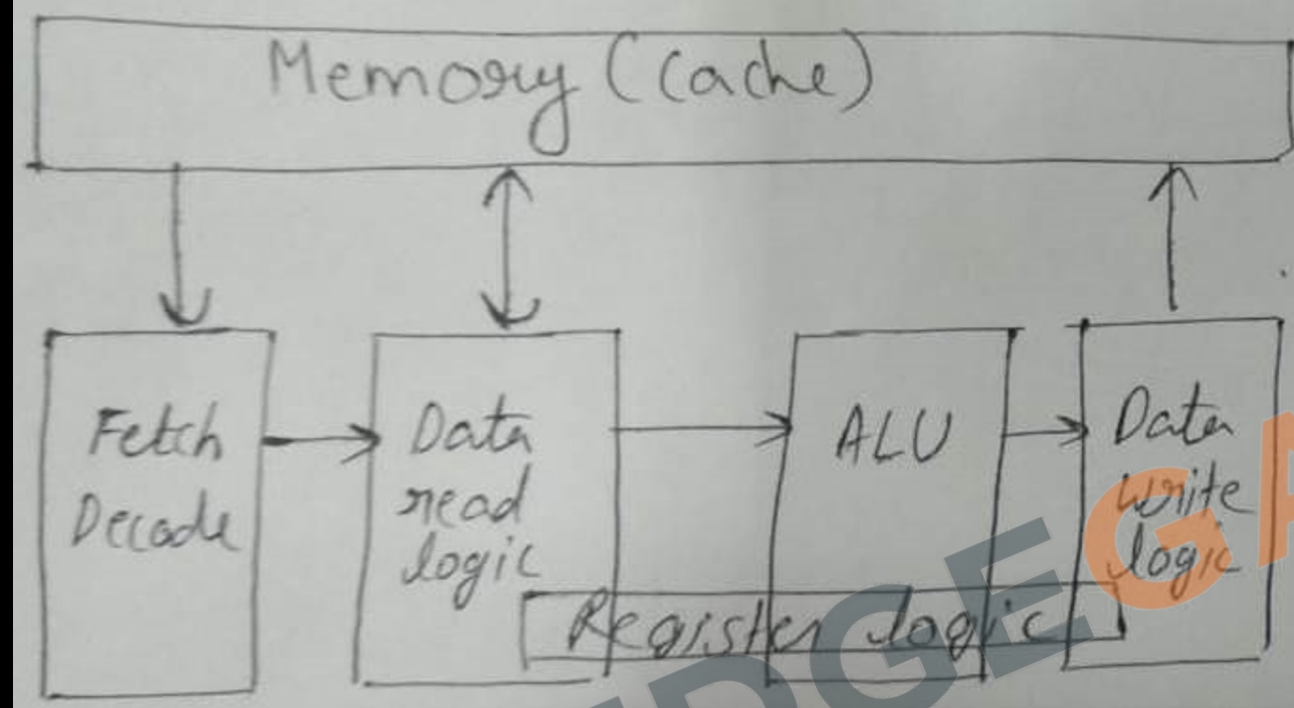 Memory (Cache)
Fetch
Decode
Data
read
logic
ALU
Data
write
logic
Register logic